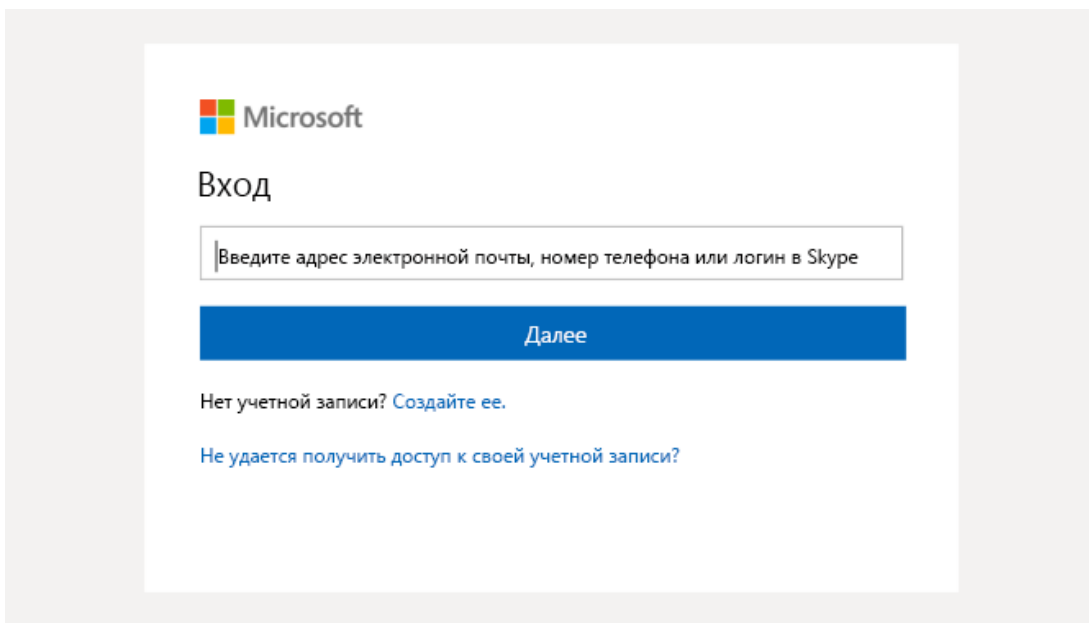 Microsoft
Вход
Введите адрес электронной почты, номер телефона или логин в Skype
Далее
Нет учетной записи? Создайте ее.
Не удается получить доступ к своей учетной записи?